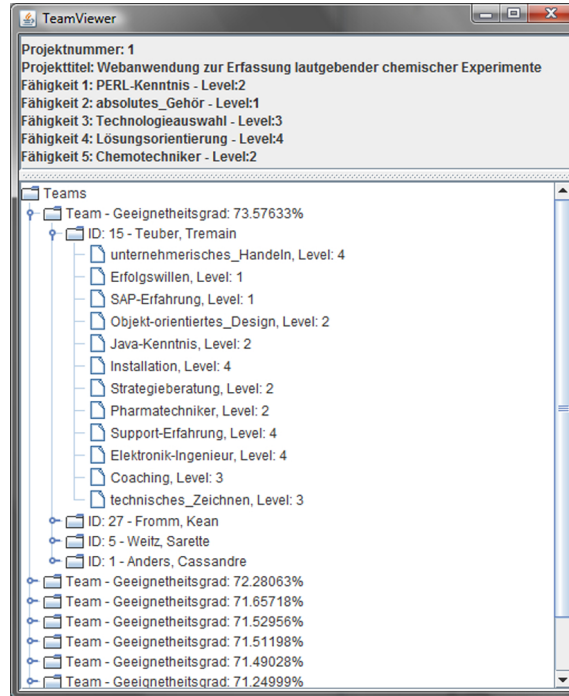 TeamViewer
Projektnummer: 1
Projekttitel: Webanwendung zur Erfassung lautgebender chemischer Experimente
Fähigkeit 1: PERL-Kenntnis - Level:2
Fähigkeit 2: absolutes_Gehör - Level:1
Fähigkeit 3: Technologieauswahl - Level:3
Fähigkeit 4: Lösungsorientierung - Level:4
Fähigkeit 5: Chemotechniker - Level:2
Teams
Team - Geeignetheitsgrad: 73.57633%
ID: 15 - Teuber, Tremain
unternehmerisches_Handeln, Level: 4
Erfolgswillen, Level: 1
SAP-Erfahrung, Level: 1
Objekt-orientiertes_Design, Level: 2
Java-Kenntnis, Level: 2
Installation, Level: 4
Strategieberatung, Level: 2
Pharmatechniker, Level: 2
Support-Erfahrung, Level: 4
Elektronik-Ingenieur, Level: 4
Coaching, Level: 3
technisches_Zeichnen, Level: 3
ID: 27 - Fromm, Kean
ID: 5 - Weitz, Sarette
ID: 1 - Anders, Cassandre
Team - Geeignetheitsgrad: 72.28063%
Team - Geeignetheitsgrad: 71.65718%
Team - Geeignetheitsgrad: 71.52956%
Team - Geeignetheitsgrad: 71.51198%
Team - Geeignetheitsgrad: 71.49028%
Team - Geeignetheitsgrad: 71.24999%